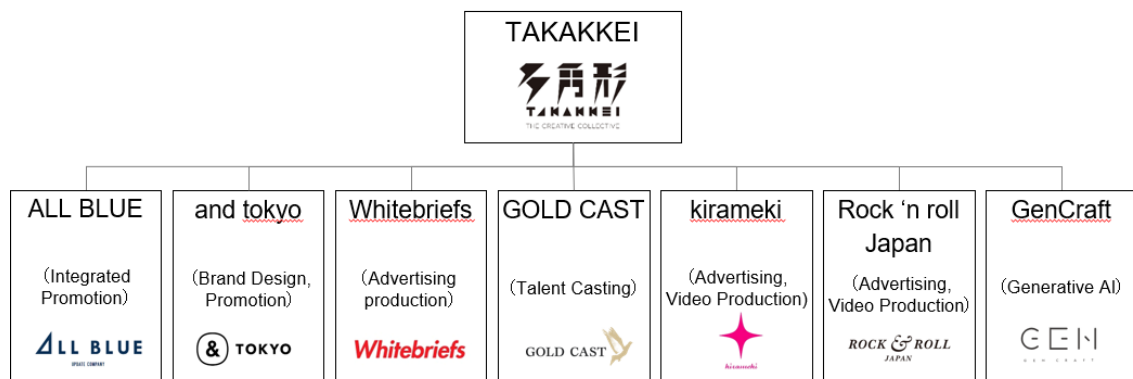 TAKAKKEI
多角形
TAKAKKEI
THE CREATIVE COLLECTIVE
ALL BLUE
（Integrated
Promotion）
ALL BLUE
UPDATE COMPANY
and tokyo
（Brand Design,
Promotion）
& TOKYO
Whitebriefs
（Advertising
production）
Whitebriefs
GOLD CAST
（Talent Casting）
GOLD CAST
kirameki
（Advertising,
Video Production）
kirameki
Rock ‘n roll
Japan
（Advertising,
Video Production）
ROCK & ROLL
JAPAN
GenCraft
（Generative AI）
GEN
GEN CRAFT